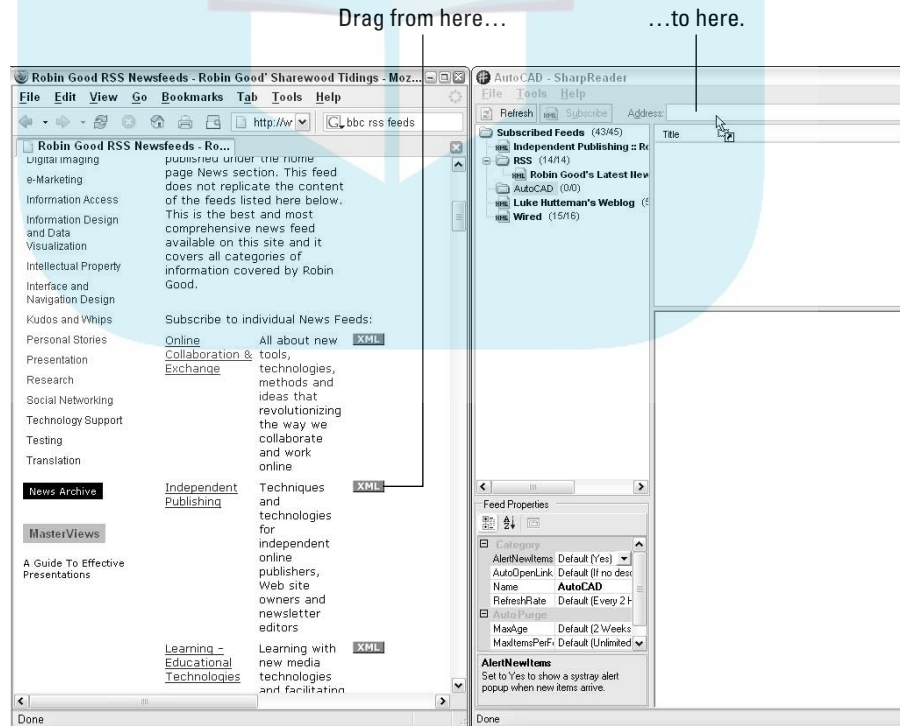 Drag from here…
…to here.
Robin Good RSS Newsfeeds - Robin Good' Sharewood Tidings - Moz...
File Edit View Go Bookmarks Tab Tools Help
http://w
G bbc rss feeds
Robin Good RSS Newsfeeds - Ro...
Digital Imaging
e-Marketing
Information Access
Information Design
and Data
Visualization
Intellectual Property
Interface and
Navigation Design
Kudos and Whips
Personal Stories
Presentation
Research
Social Networking
Technology Support
Testing
Translation
News Archive
MasterViews
A Guide To Effective
Presentations
published under the home
page News section. This feed
does not replicate the content
of the feeds listed here below.
This is the best and most
comprehensive news feed
available on this site and it
covers all categories of
information covered by Robin
Good.
Subscribe to individual News Feeds:
Online
Collaboration &
Exchange
All about new
tools,
technologies,
methods and
ideas that
revolutionizing
the way we
collaborate
and work
online
XML
Independent
Publishing
Techniques
and
technologies
for
independent
online
publishers,
Web site
owners and
newsletter
editors
XML
Learning -
Educational
Technologies
Learning with
new media
technologies
and facilitating
XML
Done
AutoCAD - SharpReader
File Tools Help
Refresh XML Subscribe Address:
Subscribed Feeds (43/45)
XML Independent Publishing :: Ro
RSS (14/14)
XML Robin Good's Latest New
AutoCAD (0/0)
XML Luke Hutteman's Weblog (5
XML Wired (15/16)
Title
Feed Properties
Category
AlertNewItems Default (Yes)
AutoOpenLink Default (If no desc
Name AutoCAD
RefreshRate Default (Every 2 H
Auto Purge
MaxAge Default (2 Weeks
MaxItemsPerF Default (Unlimited
AlertNewItems
Set to Yes to show a systray alert
popup when new items arrive.
Done